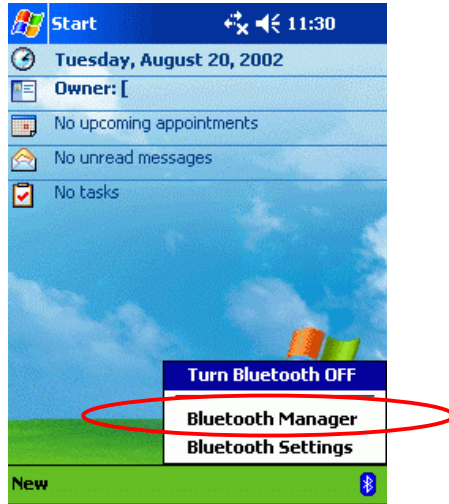 Start 11:30
Tuesday, August 20, 2002
Owner: [
No upcoming appointments
No unread messages
No tasks
Turn Bluetooth OFF
Bluetooth Manager
Bluetooth Settings
New